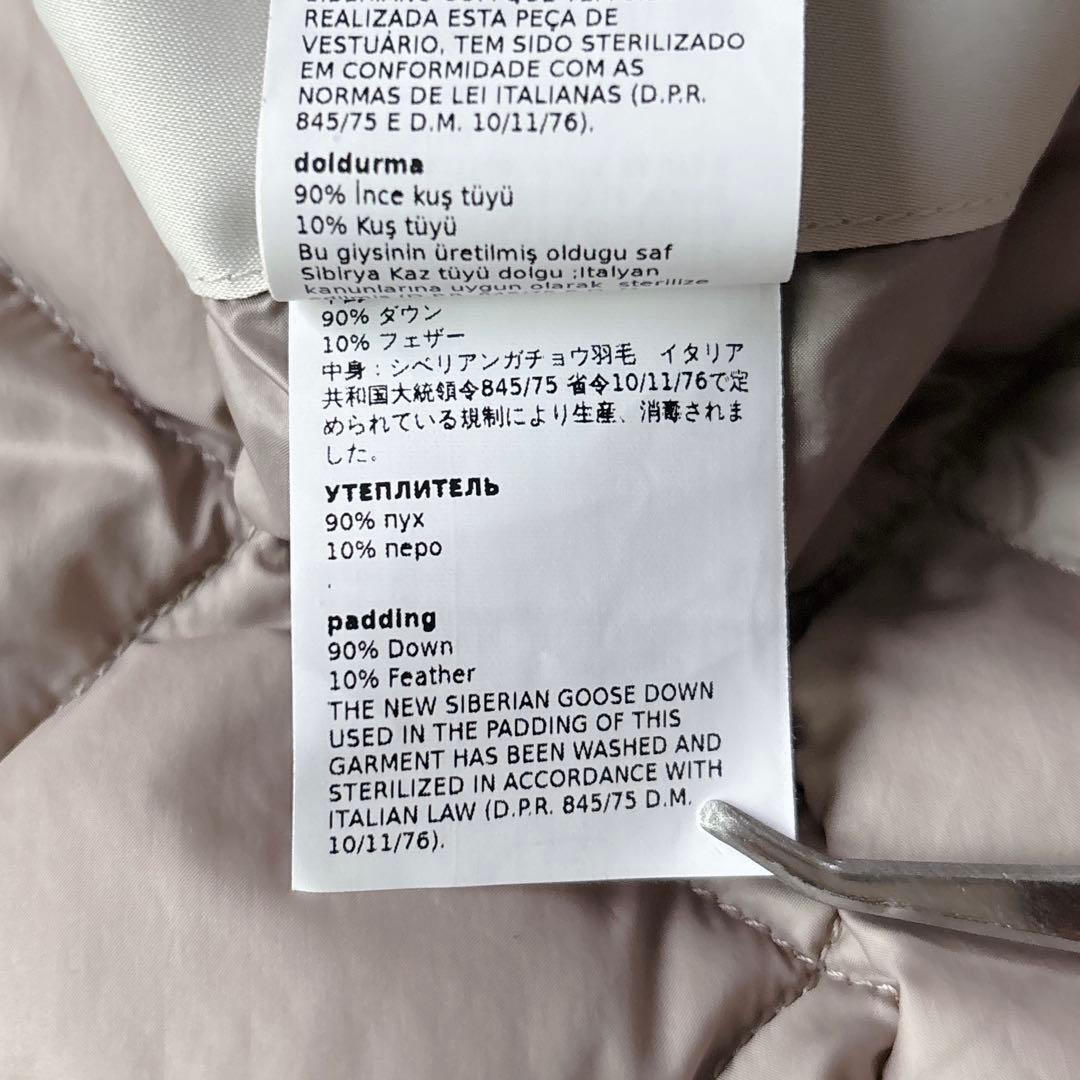 REALIZADA ESTA PEÇA DE
VESTUÁRIO, TEM SIDO STERILIZADO
EM CONFORMIDADE COM AS
NORMAS DE LEI ITALIANAS (D.P.R.
845/75 E D.M. 10/11/76).
doldurma
90% İnce kuş tüyü
10% Kuş tüyü
Bu giysinin üretilmiş oldugu saf
Sibirya Kaz tüyü dolgu ;Italyan
kanunlarına uygun olarak sterilize
90% ダウン
10% フェザー
中身：シベリアンガチョウ羽毛 イタリア
共和国大統領令845/75 省令10/11/76で定
められている規制により生産、消毒されま
した。
УТЕПЛИТЕЛЬ
90% пух
10% перо
.
padding
90% Down
10% Feather
THE NEW SIBERIAN GOOSE DOWN
USED IN THE PADDING OF THIS
GARMENT HAS BEEN WASHED AND
STERILIZED IN ACCORDANCE WITH
ITALIAN LAW (D.P.R. 845/75 D.M.
10/11/76).